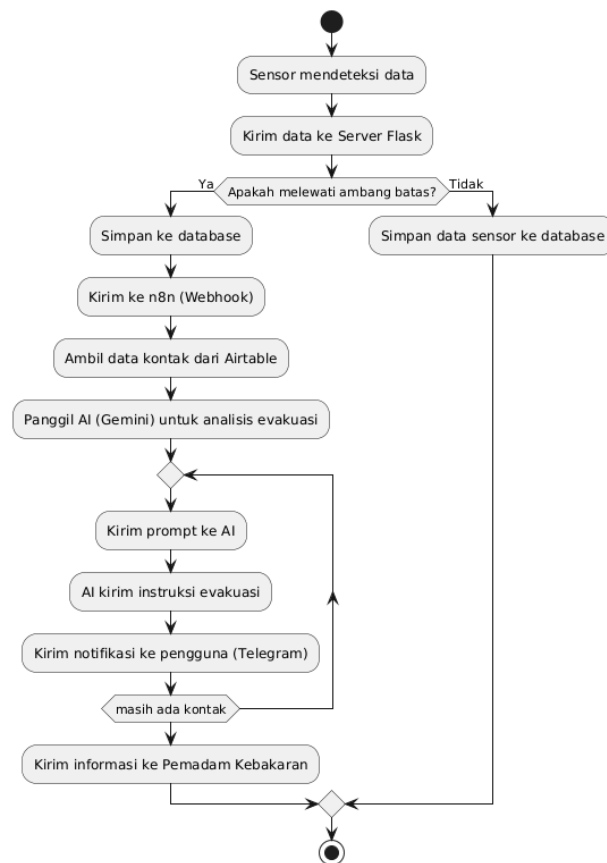 Sensor mendeteksi data
Kirim data ke Server Flask
Ya
Apakah melewati ambang batas?
Tidak
Simpan ke database
Simpan data sensor ke database
Kirim ke n8n (Webhook)
Ambil data kontak dari Airtable
Panggil AI (Gemini) untuk analisis evakuasi
Kirim prompt ke AI
AI kirim instruksi evakuasi
Kirim notifikasi ke pengguna (Telegram)
masih ada kontak
Kirim informasi ke Pemadam Kebakaran